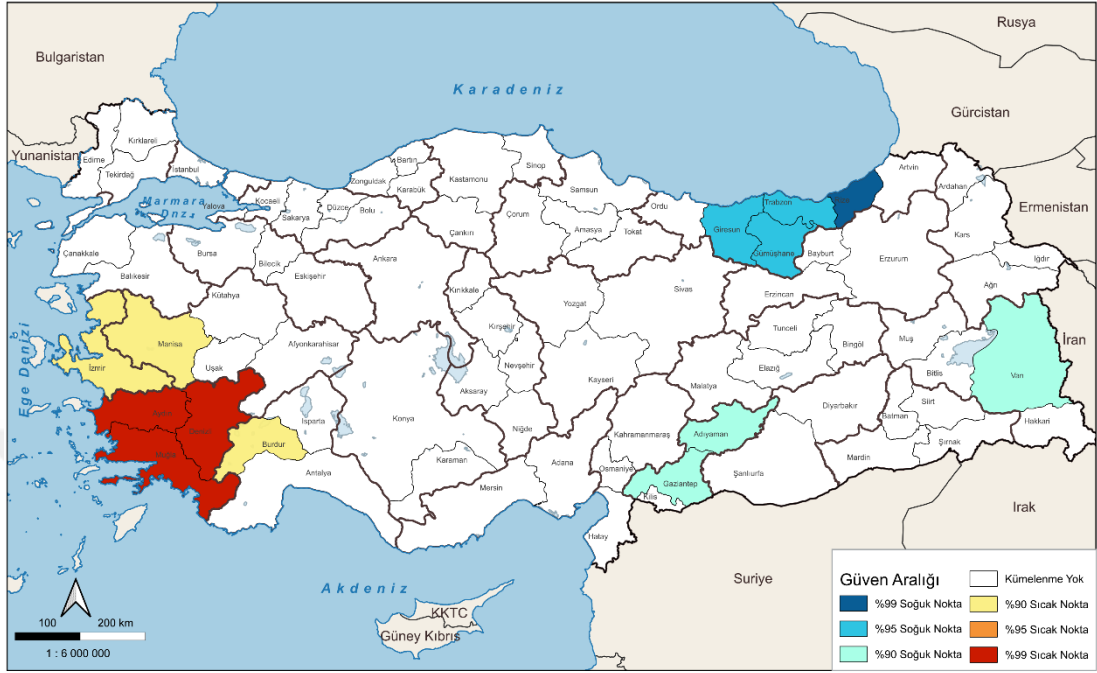 Rusya
Bulgaristan
Karadeniz
Gürcistan
Yunanistan
Kırklareli
Edirne
Tekirdağ
İstanbul
Marmara
Dnz.
Yalova
Kocaeli
Sakarya
Düzce
Bolu
Zonguldak
Bartın
Karabük
Kastamonu
Sinop
Samsun
Ordu
Giresun
Trabzon
Gümüşhane
Bayburt
Artvin
Ardahan
Ermenistan
Kars
Iğdır
Erzurum
Ağrı
Çankırı
Çorum
Amasya
Tokat
Çanakkale
Balıkesir
Bursa
Bilecik
Eskişehir
Ankara
Kırıkkale
Yozgat
Sivas
Erzincan
Kütahya
Kırşehir
Tunceli
Bingöl
Muş
İran
Ege Denizi
Manisa
İzmir
Uşak
Afyonkarahisar
Nevşehir
Kayseri
Malatya
Elazığ
Bitlis
Van
Aksaray
Aydın
Denizli
Muğla
Burdur
Isparta
Konya
Niğde
Kahramanmaraş
Adıyaman
Diyarbakır
Batman
Siirt
Şırnak
Hakkari
Mardin
Antalya
Karaman
Mersin
Adana
Osmaniye
Gaziantep
Kilis
Şanlıurfa
Hatay
Irak
Suriye
Akdeniz
KKTC
Güney Kıbrıs
100 200 km
1 : 6 000 000
Güven Aralığı
%99 Soğuk Nokta
%95 Soğuk Nokta
%90 Soğuk Nokta
Kümelenme Yok
%90 Sıcak Nokta
%95 Sıcak Nokta
%99 Sıcak Nokta